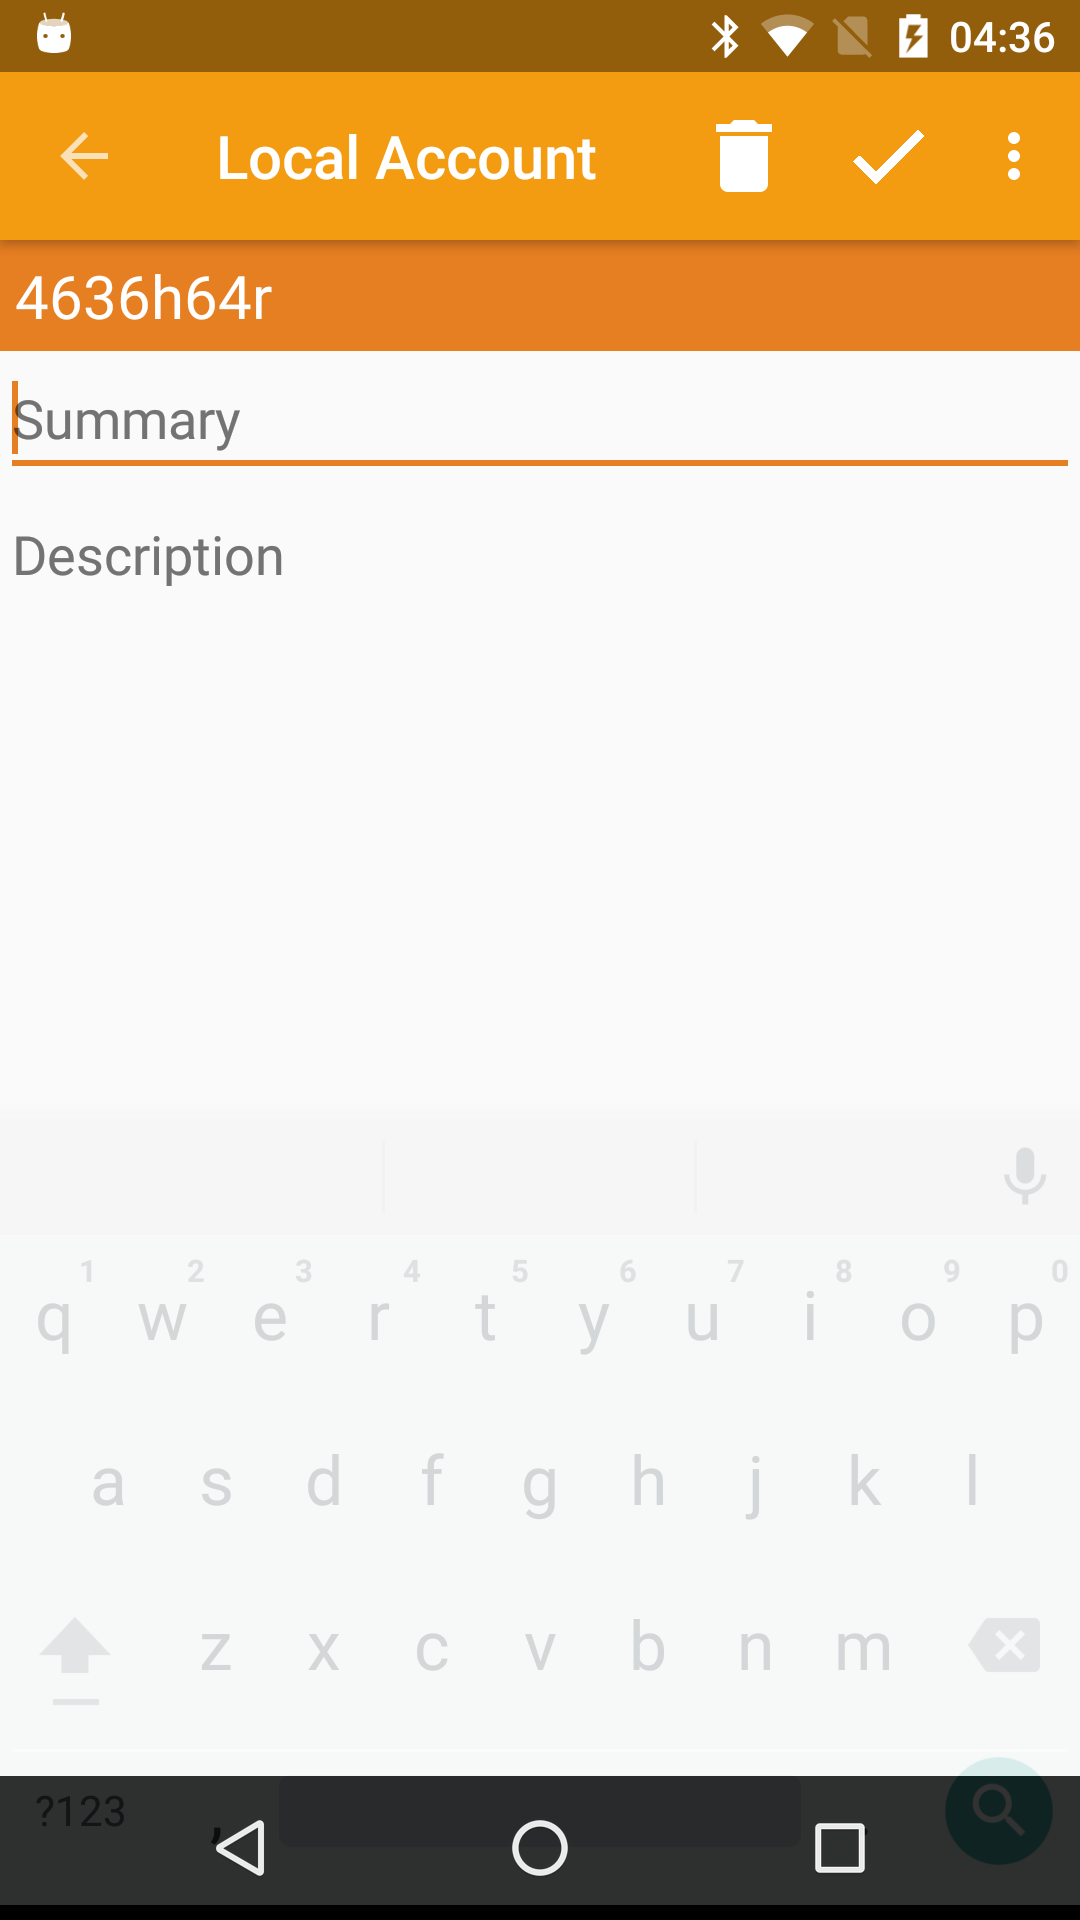 04:36
Local Account
4636h64r
Summary
Description
1 2 3 4 5 6 7 8 9 0
q w e r t y u i o p
a s d f g h j k l
z x c v b n m
?123 ,